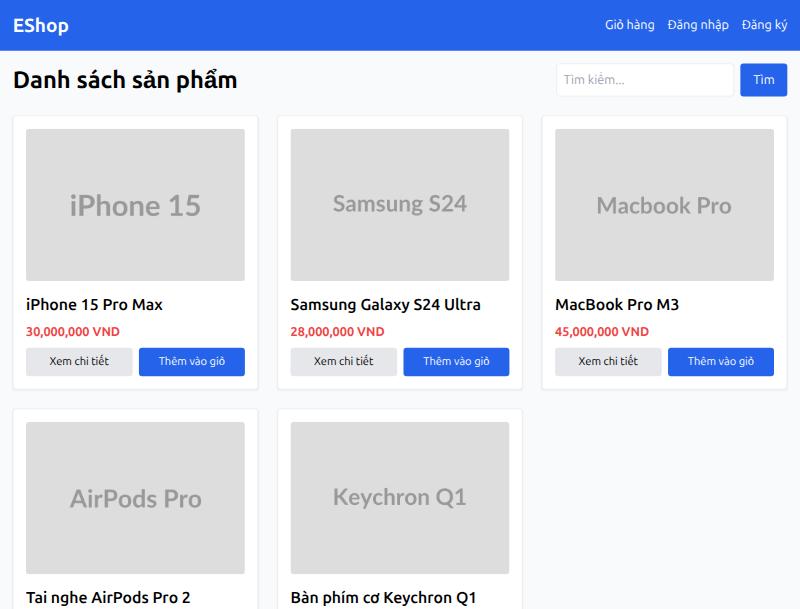 EShop
Giỏ hàng Đăng nhập Đăng ký
Danh sách sản phẩm
Tìm kiếm...
Tìm
iPhone 15
Samsung S24
Macbook Pro
iPhone 15 Pro Max
Samsung Galaxy S24 Ultra
MacBook Pro M3
30,000,000 VND
28,000,000 VND
45,000,000 VND
Xem chi tiết
Thêm vào giỏ
Xem chi tiết
Thêm vào giỏ
Xem chi tiết
Thêm vào giỏ
AirPods Pro
Keychron Q1
Tai nghe AirPods Pro 2
Bàn phím cơ Keychron Q1